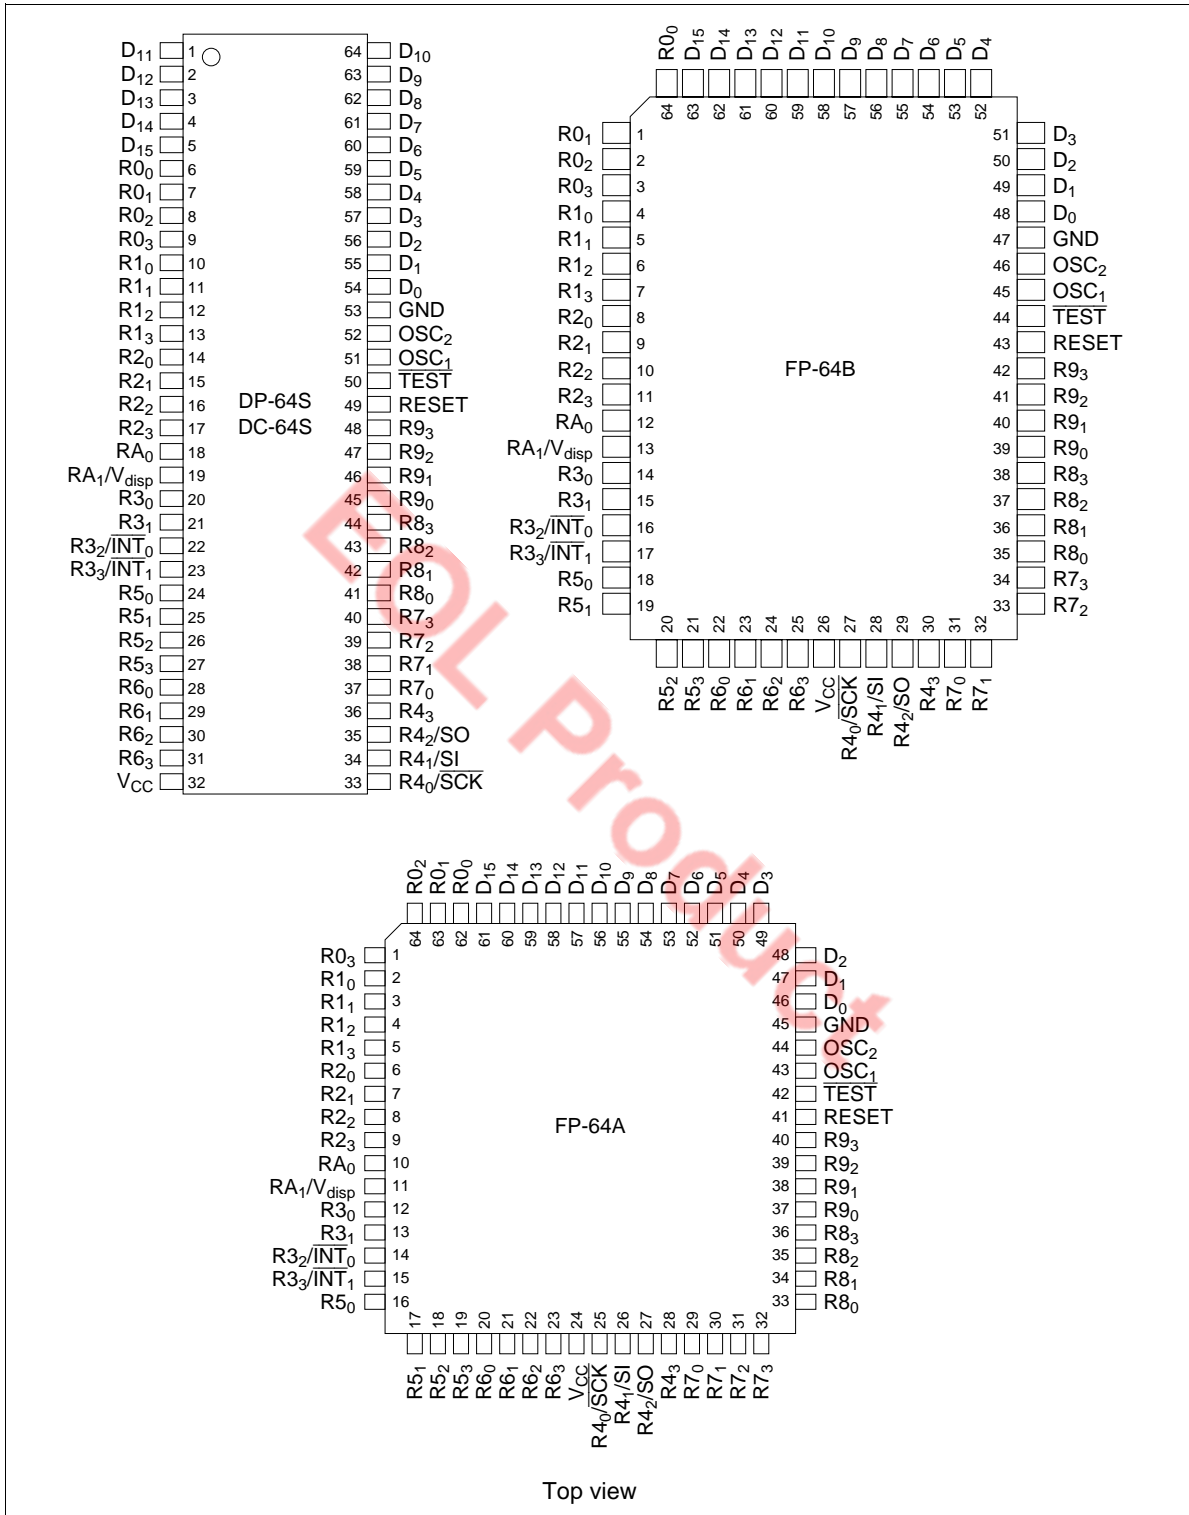 D₁₁ 1 64 D₁₀
D₁₂ 2 63 D₉
D₁₃ 3 62 D₈
D₁₄ 4 61 D₇
D₁₅ 5 60 D₆
R0₀ 6 59 D₅
R0₁ 7 58 D₄
R0₂ 8 57 D₃
R0₃ 9 56 D₂
R1₀ 10 55 D₁
R1₁ 11 54 D₀
R1₂ 12 53 GND
R1₃ 13 52 OSC₂
R2₀ 14 51 OSC₁
R2₁ 15 50 T̅E̅S̅T̅
R2₂ 16 DP-64S 49 RESET
R2₃ 17 DC-64S 48 R9₃
RA₀ 18 47 R9₂
RA₁/V_disp 19 46 R9₁
R3₀ 20 45 R9₀
R3₁ 21 44 R8₃
R3₂/I̅N̅T̅₀ 22 43 R8₂
R3₃/I̅N̅T̅₁ 23 42 R8₁
R5₀ 24 41 R8₀
R5₁ 25 40 R7₃
R5₂ 26 39 R7₂
R5₃ 27 38 R7₁
R6₀ 28 37 R7₀
R6₁ 29 36 R4₃
R6₂ 30 35 R4₂/SO
R6₃ 31 34 R4₁/SI
V_CC 32 33 R4₀/S̅C̅K̅
R0₀ D₁₅ D₁₄ D₁₃ D₁₂ D₁₁ D₁₀ D₉ D₈ D₇ D₆ D₅ D₄
64 63 62 61 60 59 58 57 56 55 54 53 52
R0₁ 1 51 D₃
R0₂ 2 50 D₂
R0₃ 3 49 D₁
R1₀ 4 48 D₀
R1₁ 5 47 GND
R1₂ 6 46 OSC₂
R1₃ 7 45 OSC₁
R2₀ 8 44 T̅E̅S̅T̅
R2₁ 9 43 RESET
R2₂ 10 FP-64B 42 R9₃
R2₃ 11 41 R9₂
RA₀ 12 40 R9₁
RA₁/V_disp 13 39 R9₀
R3₀ 14 38 R8₃
R3₁ 15 37 R8₂
R3₂/I̅N̅T̅₀ 16 36 R8₁
R3₃/I̅N̅T̅₁ 17 35 R8₀
R5₀ 18 34 R7₃
R5₁ 19 33 R7₂
20 21 22 23 24 25 26 27 28 29 30 31 32
R5₂ R5₃ R6₀ R6₁ R6₂ R6₃ V_CC R4₀/S̅C̅K̅ R4₁/SI R4₂/SO R4₃ R7₀ R7₁
R0₂ R0₁ R0₀ D₁₅ D₁₄ D₁₃ D₁₂ D₁₁ D₁₀ D₉ D₈ D₇ D₆ D₅ D₄ D₃
64 63 62 61 60 59 58 57 56 55 54 53 52 51 50 49
R0₃ 1 48 D₂
R1₀ 2 47 D₁
R1₁ 3 46 D₀
R1₂ 4 45 GND
R1₃ 5 44 OSC₂
R2₀ 6 43 OSC₁
R2₁ 7 42 T̅E̅S̅T̅
R2₂ 8 FP-64A 41 RESET
R2₃ 9 40 R9₃
RA₀ 10 39 R9₂
RA₁/V_disp 11 38 R9₁
R3₀ 12 37 R9₀
R3₁ 13 36 R8₃
R3₂/I̅N̅T̅₀ 14 35 R8₂
R3₃/I̅N̅T̅₁ 15 34 R8₁
R5₀ 16 33 R8₀
17 18 19 20 21 22 23 24 25 26 27 28 29 30 31 32
R5₁ R5₂ R5₃ R6₀ R6₁ R6₂ R6₃ V_CC R4₀/S̅C̅K̅ R4₁/SI R4₂/SO R4₃ R7₀ R7₁ R7₂ R7₃
Top view
EOL Product